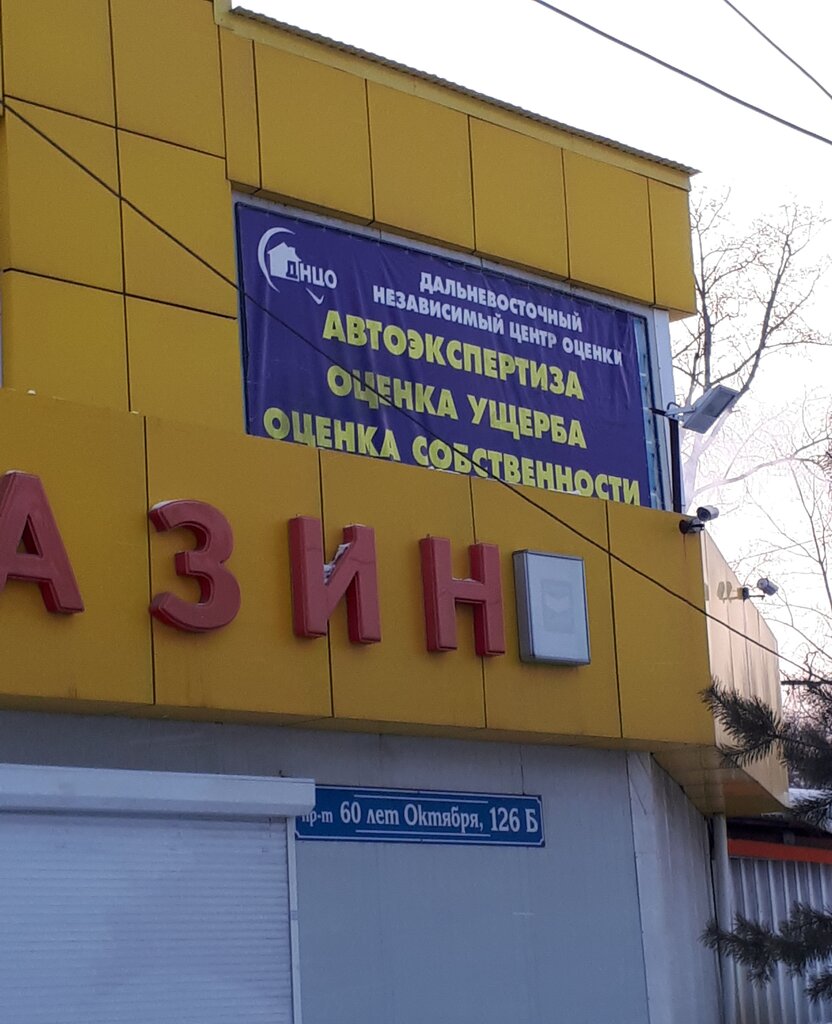 ДНЦО
ДАЛЬНЕВОСТОЧНЫЙ
НЕЗАВИСИМЫЙ ЦЕНТР ОЦЕНКИ
АВТОЭКСПЕРТИЗА
ОЦЕНКА УЩЕРБА
ОЦЕНКА СОБСТВЕННОСТИ
АЗИН
пр-т 60 лет Октября, 126 Б